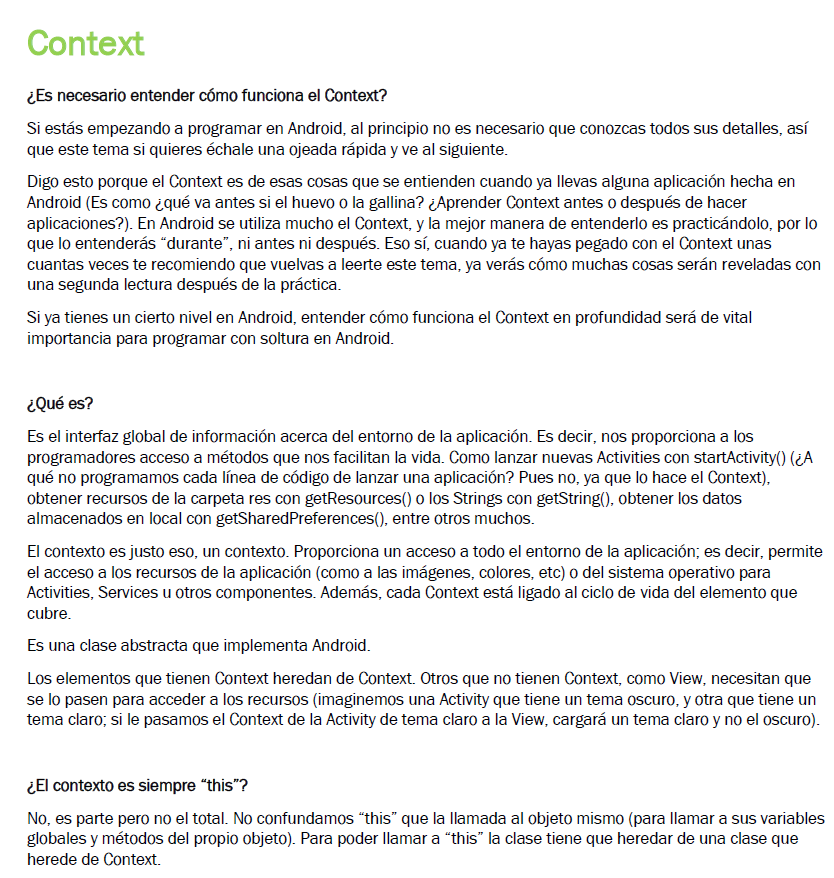 Context
¿Es necesario entender cómo funciona el Context?
Si estás empezando a programar en Android, al principio no es necesario que conozcas todos sus detalles, así
que este tema si quieres échale una ojeada rápida y ve al siguiente.
Digo esto porque el Context es de esas cosas que se entienden cuando ya llevas alguna aplicación hecha en
Android (Es como ¿qué va antes si el huevo o la gallina? ¿Aprender Context antes o después de hacer
aplicaciones?). En Android se utiliza mucho el Context, y la mejor manera de entenderlo es practicándolo, por lo
que lo entenderás “durante”, ni antes ni después. Eso sí, cuando ya te hayas pegado con el Context unas
cuantas veces te recomiendo que vuelvas a leerte este tema, ya verás cómo muchas cosas serán reveladas con
una segunda lectura después de la práctica.
Si ya tienes un cierto nivel en Android, entender cómo funciona el Context en profundidad será de vital
importancia para programar con soltura en Android.
¿Qué es?
Es el interfaz global de información acerca del entorno de la aplicación. Es decir, nos proporciona a los
programadores acceso a métodos que nos facilitan la vida. Como lanzar nuevas Activities con startActivity() (¿A
qué no programamos cada línea de código de lanzar una aplicación? Pues no, ya que lo hace el Context),
obtener recursos de la carpeta res con getResources() o los Strings con getString(), obtener los datos
almacenados en local con getSharedPreferences(), entre otros muchos.
El contexto es justo eso, un contexto. Proporciona un acceso a todo el entorno de la aplicación; es decir, permite
el acceso a los recursos de la aplicación (como a las imágenes, colores, etc) o del sistema operativo para
Activities, Services u otros componentes. Además, cada Context está ligado al ciclo de vida del elemento que
cubre.
Es una clase abstracta que implementa Android.
Los elementos que tienen Context heredan de Context. Otros que no tienen Context, como View, necesitan que
se lo pasen para acceder a los recursos (imaginemos una Activity que tiene un tema oscuro, y otra que tiene un
tema claro; si le pasamos el Context de la Activity de tema claro a la View, cargará un tema claro y no el oscuro).
¿El contexto es siempre “this”?
No, es parte pero no el total. No confundamos “this” que la llamada al objeto mismo (para llamar a sus variables
globales y métodos del propio objeto). Para poder llamar a “this” la clase tiene que heredar de una clase que
herede de Context.